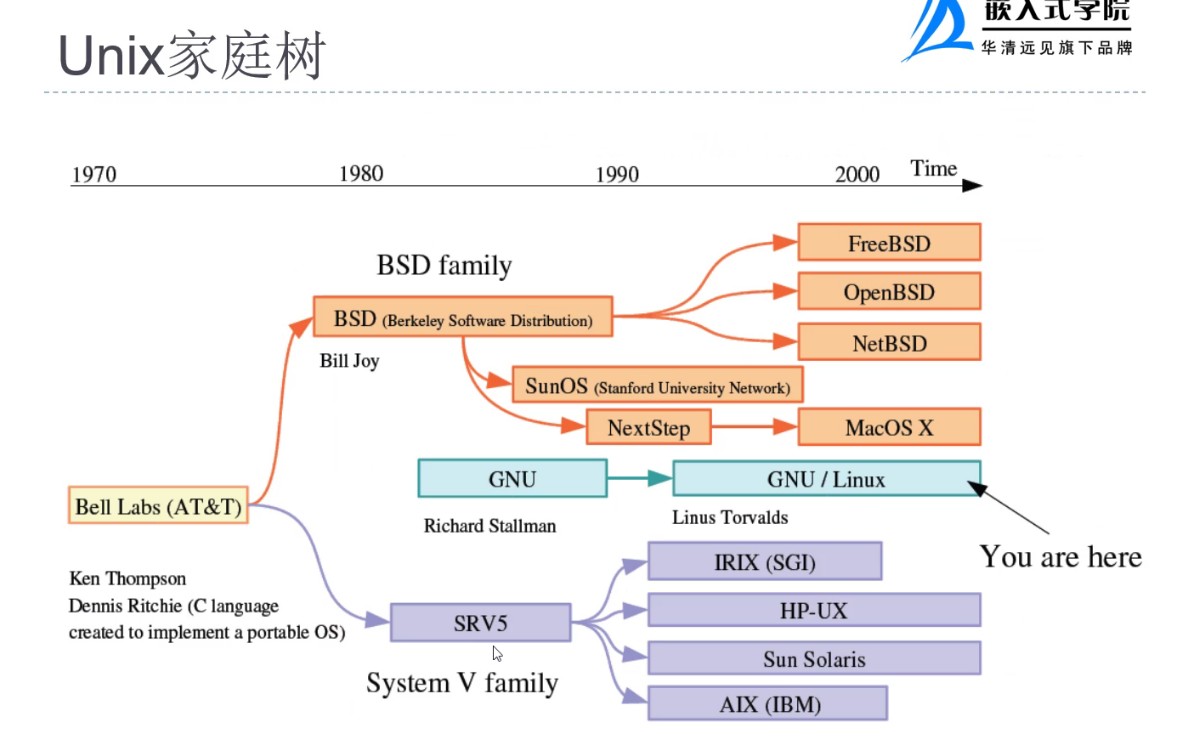 嵌入式学院
华清远见旗下品牌
Unix家庭树
1970
1980
1990
2000
Time
BSD family
FreeBSD
OpenBSD
NetBSD
BSD (Berkeley Software Distribution)
Bill Joy
SunOS (Stanford University Network)
NextStep
MacOS X
GNU
GNU / Linux
Richard Stallman
Linus Torvalds
You are here
Bell Labs (AT&T)
Ken Thompson
Dennis Ritchie (C language
created to implement a portable OS)
SRV5
System V family
IRIX (SGI)
HP-UX
Sun Solaris
AIX (IBM)